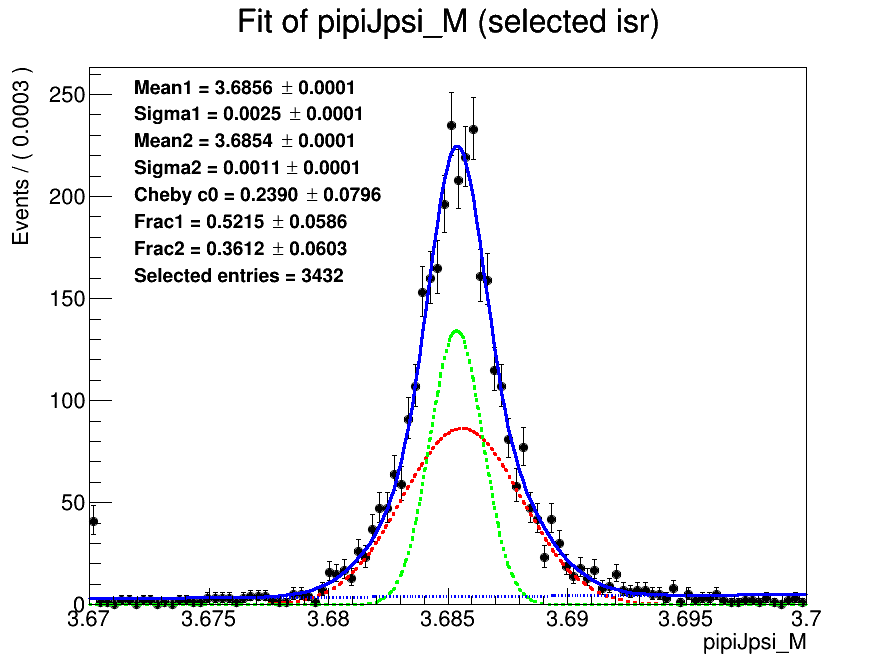 Fit of pipiJpsi_M (selected isr)
Events / ( 0.0003 )
Mean1 = 3.6856 ± 0.0001
Sigma1 = 0.0025 ± 0.0001
Mean2 = 3.6854 ± 0.0001
Sigma2 = 0.0011 ± 0.0001
Cheby c0 = 0.2390 ± 0.0796
Frac1 = 0.5215 ± 0.0586
Frac2 = 0.3612 ± 0.0603
Selected entries = 3432
250
200
150
100
50
0
3.67 3.675 3.68 3.685 3.69 3.695 3.7
pipiJpsi_M